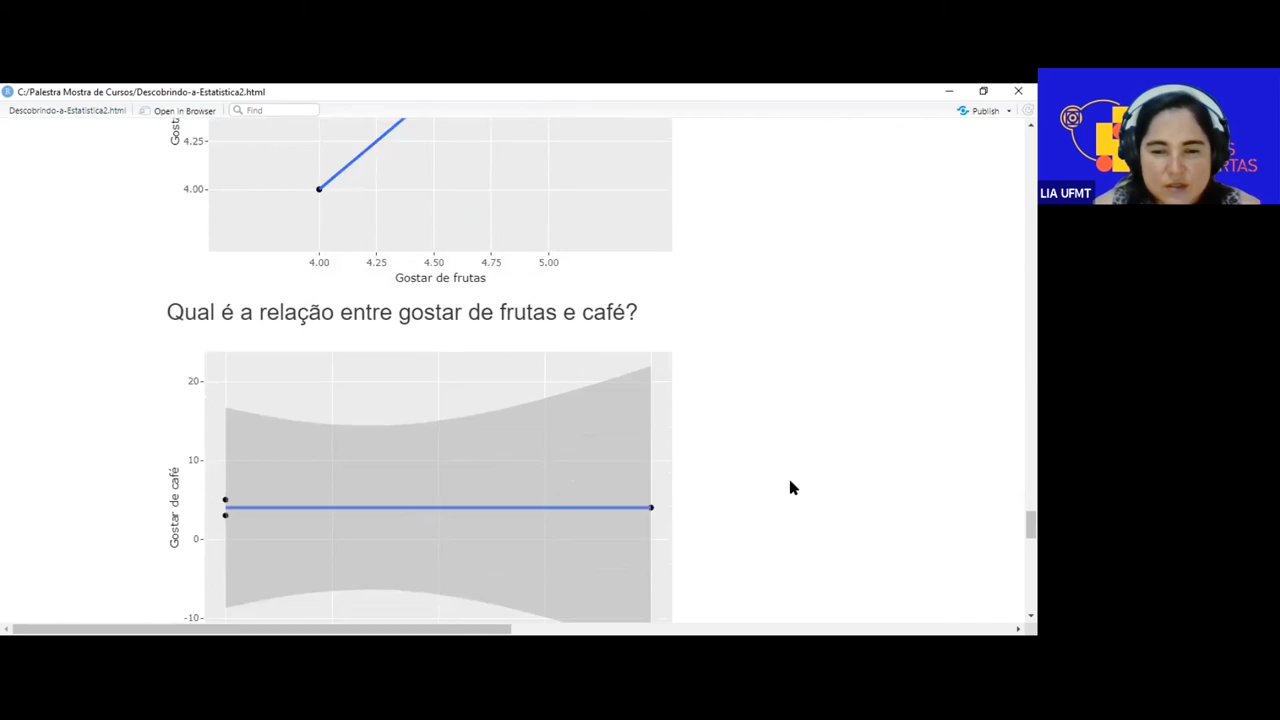 C:/Palestra Mostra de Cursos/Descobrindo-a-Estatistica2.html
Descobrindo-a-Estatistica2.html
Open in Browser
Find
Publish
4.25
4.00
4.00 4.25 4.50 4.75 5.00
Gostar de frutas
Qual é a relação entre gostar de frutas e café?
20
10
0
-10
Gostar de café
LIA UFMT